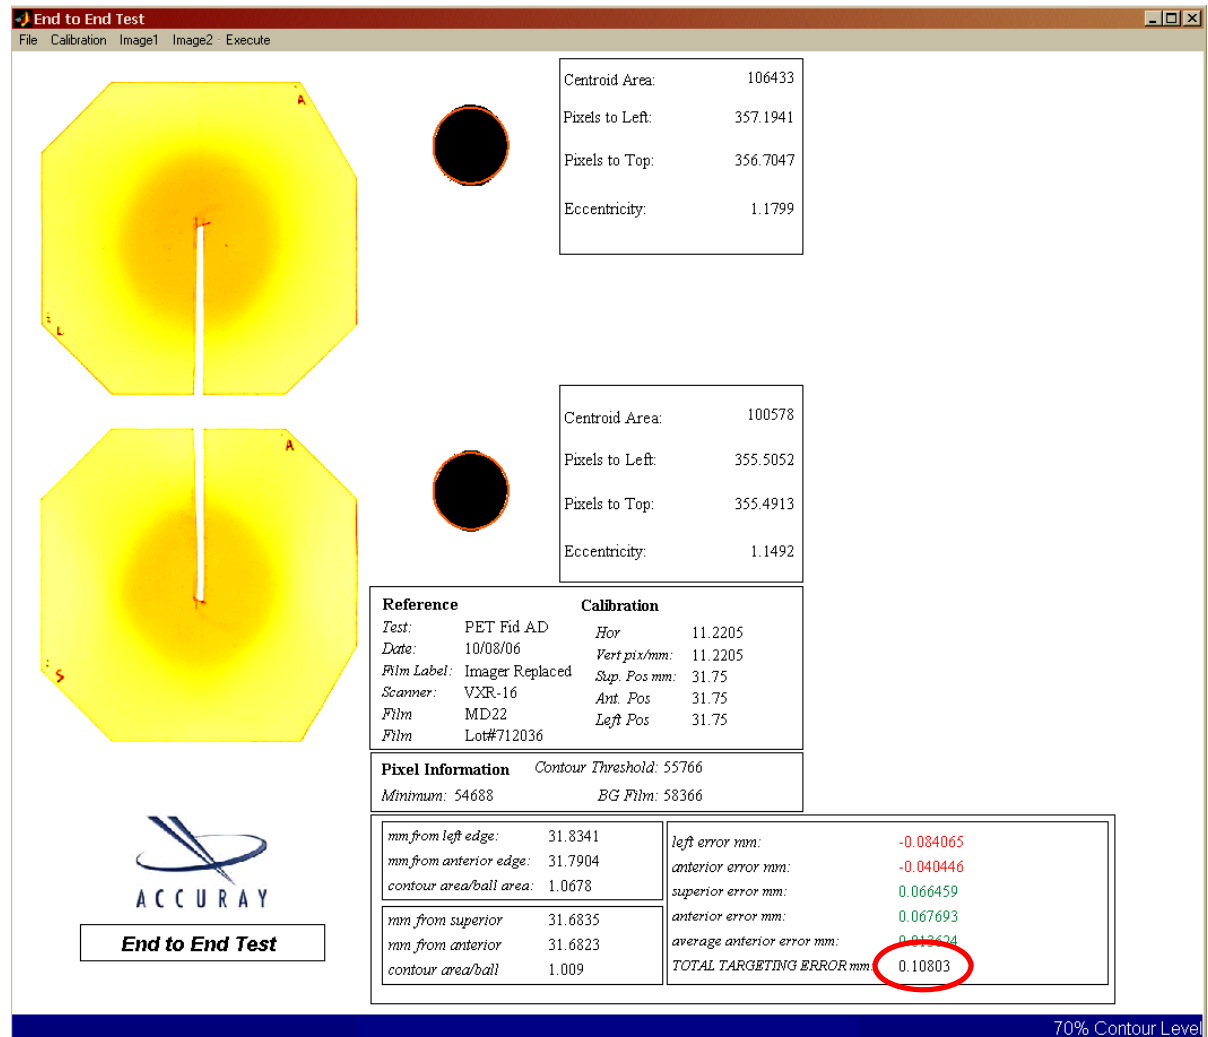 End to End Test
File Calibration Image1 Image2 Execute
A
L
Centroid Area: 106433
Pixels to Left: 357.1941
Pixels to Top: 356.7047
Eccentricity: 1.1799
A
S
Centroid Area: 100578
Pixels to Left: 355.5052
Pixels to Top: 355.4913
Eccentricity: 1.1492
Reference Calibration
Test: PET Fid AD Hor 11.2205
Date: 10/08/06 Vert pix/mm: 11.2205
Film Label: Imager Replaced Sup. Pos mm: 31.75
Scanner: VXR-16 Ant. Pos 31.75
Film MD22 Left Pos 31.75
Film Lot#712036
Pixel Information Contour Threshold: 55766
Minimum: 54688 BG Film: 58366
mm from left edge: 31.8341
mm from anterior edge: 31.7904
contour area/ball area: 1.0678
mm from superior 31.6835
mm from anterior 31.6823
contour area/ball 1.009
left error mm: -0.084065
anterior error mm: -0.040446
superior error mm: 0.066459
anterior error mm: 0.067693
average anterior error mm: 0.013624
TOTAL TARGETING ERROR mm: 0.10803
ACCURAY
End to End Test
70% Contour Level